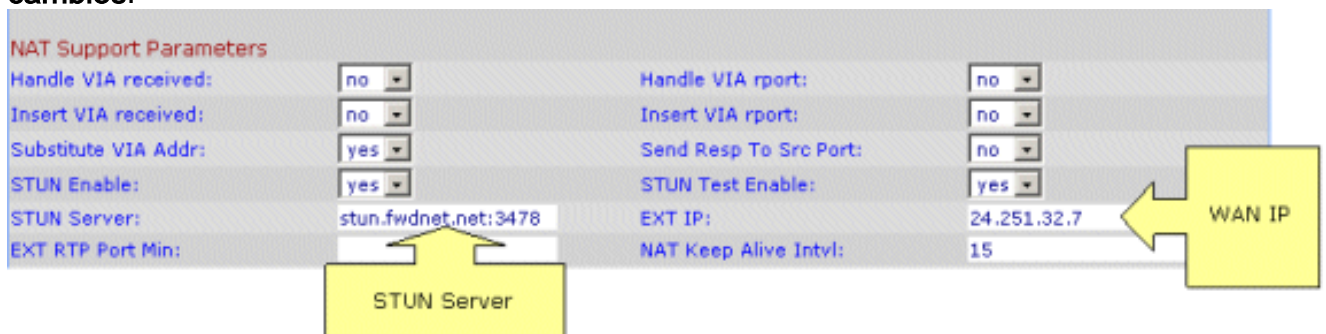 cambios.
NAT Support Parameters
Handle VIA received: no Handle VIA rport: no
Insert VIA received: no Insert VIA rport: no
Substitute VIA Addr: yes Send Resp To Src Port: no
STUN Enable: yes STUN Test Enable: yes
STUN Server: stun.fwdnet.net:3478 EXT IP: 24.251.32.7 WAN IP
EXT RTP Port Min: NAT Keep Alive Intvl: 15
STUN Server